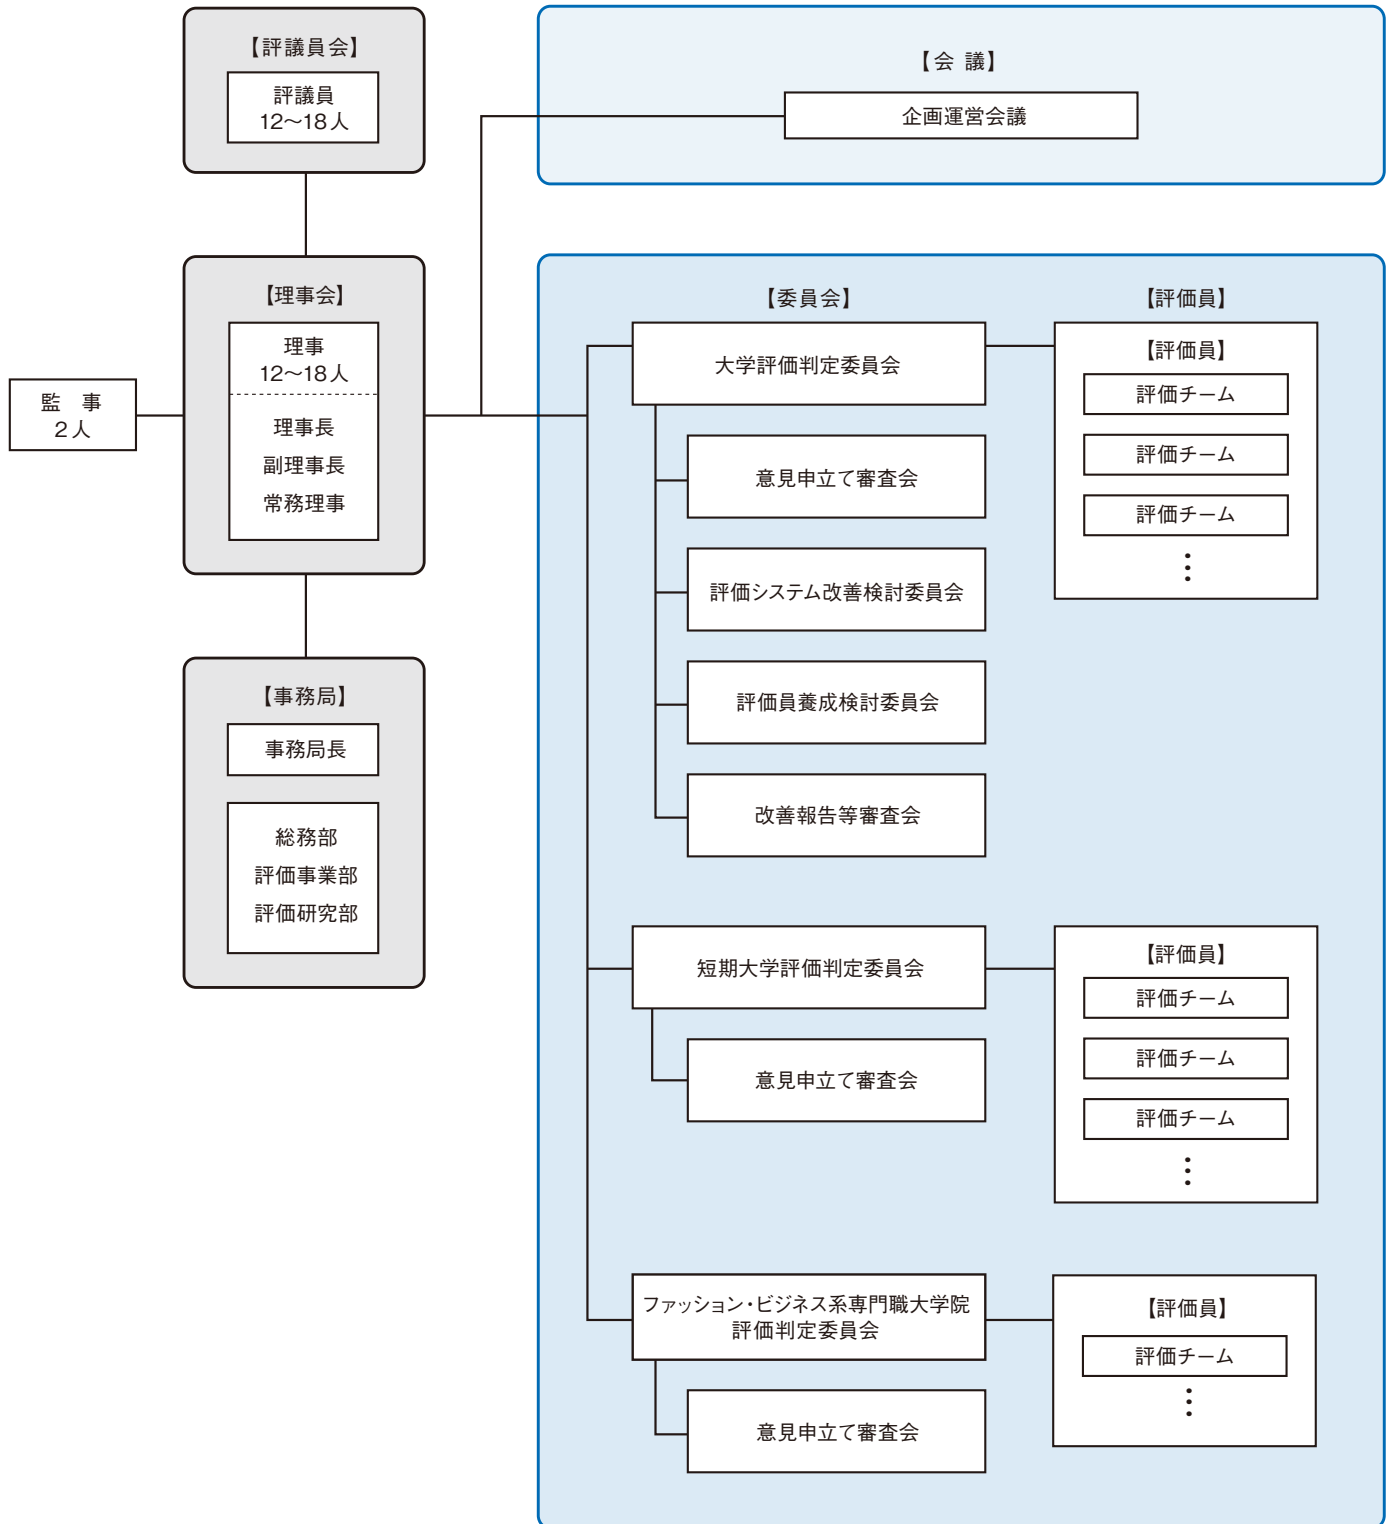 【評議員会】
評議員
12〜18人
【会 議】
企画運営会議
【理事会】
理事
12〜18人
理事長
副理事長
常務理事
監 事
2人
【事務局】
事務局長
総務部
評価事業部
評価研究部
【委員会】
大学評価判定委員会
意見申立て審査会
評価システム改善検討委員会
評価員養成検討委員会
改善報告等審査会
【評価員】
【評価員】
評価チーム
評価チーム
評価チーム
⋮
短期大学評価判定委員会
意見申立て審査会
【評価員】
評価チーム
評価チーム
評価チーム
⋮
ファッション・ビジネス系専門職大学院
評価判定委員会
意見申立て審査会
【評価員】
評価チーム
⋮